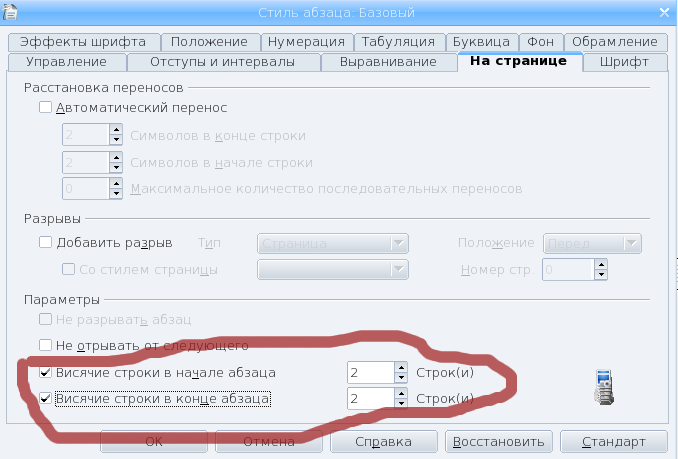 Стиль абзаца: Базовый
Эффекты шрифта Положение Нумерация Табуляция Буквица Фон Обрамление
Управление Отступы и интервалы Выравнивание На странице Шрифт
Расстановка переносов
Автоматический перенос
2 Символов в конце строки
2 Символов в начале строки
0 Максимальное количество последовательных переносов
Разрывы
Добавить разрыв Тип Страница Положение Перед
Со стилем страницы Номер стр. 0
Параметры
Не разрывать абзац
Не отрывать от следующего
Висячие строки в начале абзаца 2 Строк(и)
Висячие строки в конце абзаца 2 Строк(и)
OK Отмена Справка Восстановить Стандарт